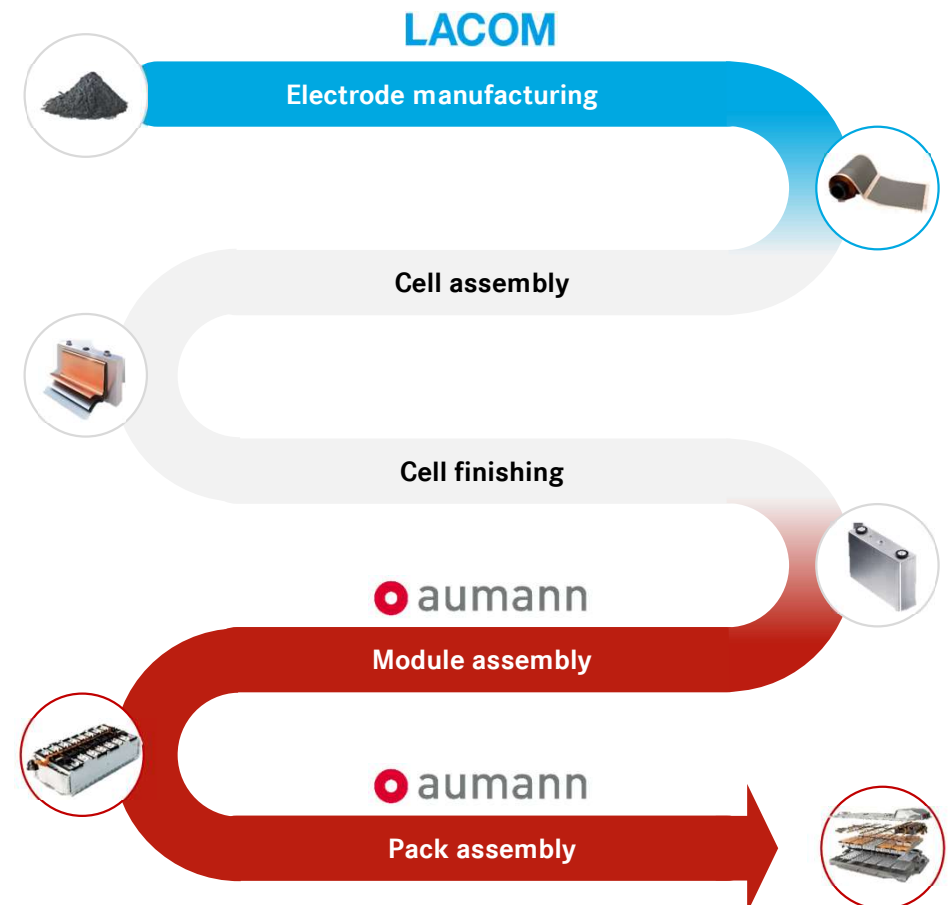 LACOM
Electrode manufacturing
Cell assembly
Cell finishing
aumann
Module assembly
aumann
Pack assembly